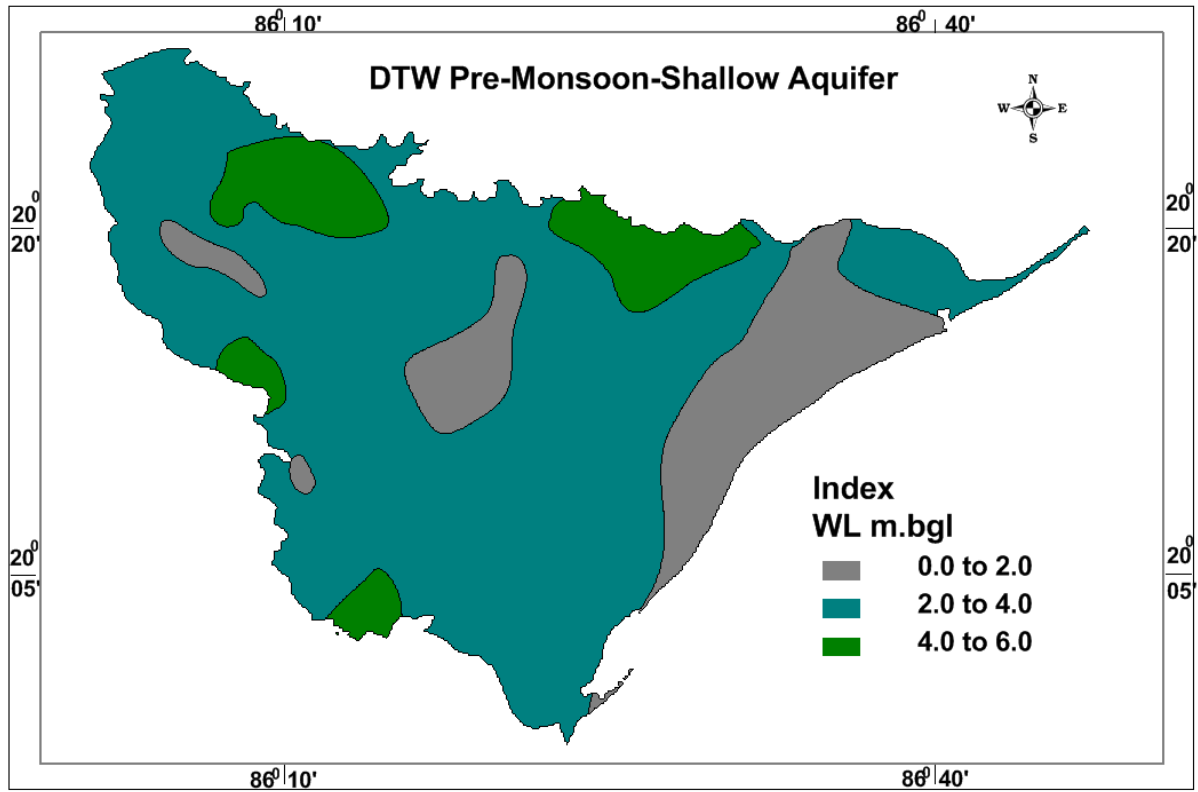 86⁰ 10'
86⁰ 40'
DTW Pre-Monsoon-Shallow Aquifer
N
W E
S
20⁰
20'
20⁰
20'
Index
WL m.bgl
0.0 to 2.0
20⁰
05'
20⁰
05'
2.0 to 4.0
4.0 to 6.0
86⁰ 10'
86⁰ 40'